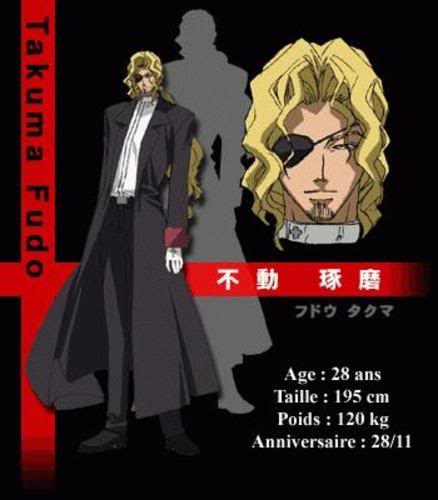 Takuma Fudo
不動 琢磨
フドウ タクマ
Age : 28 ans
Taille : 195 cm
Poids : 120 kg
Anniversaire : 28/11